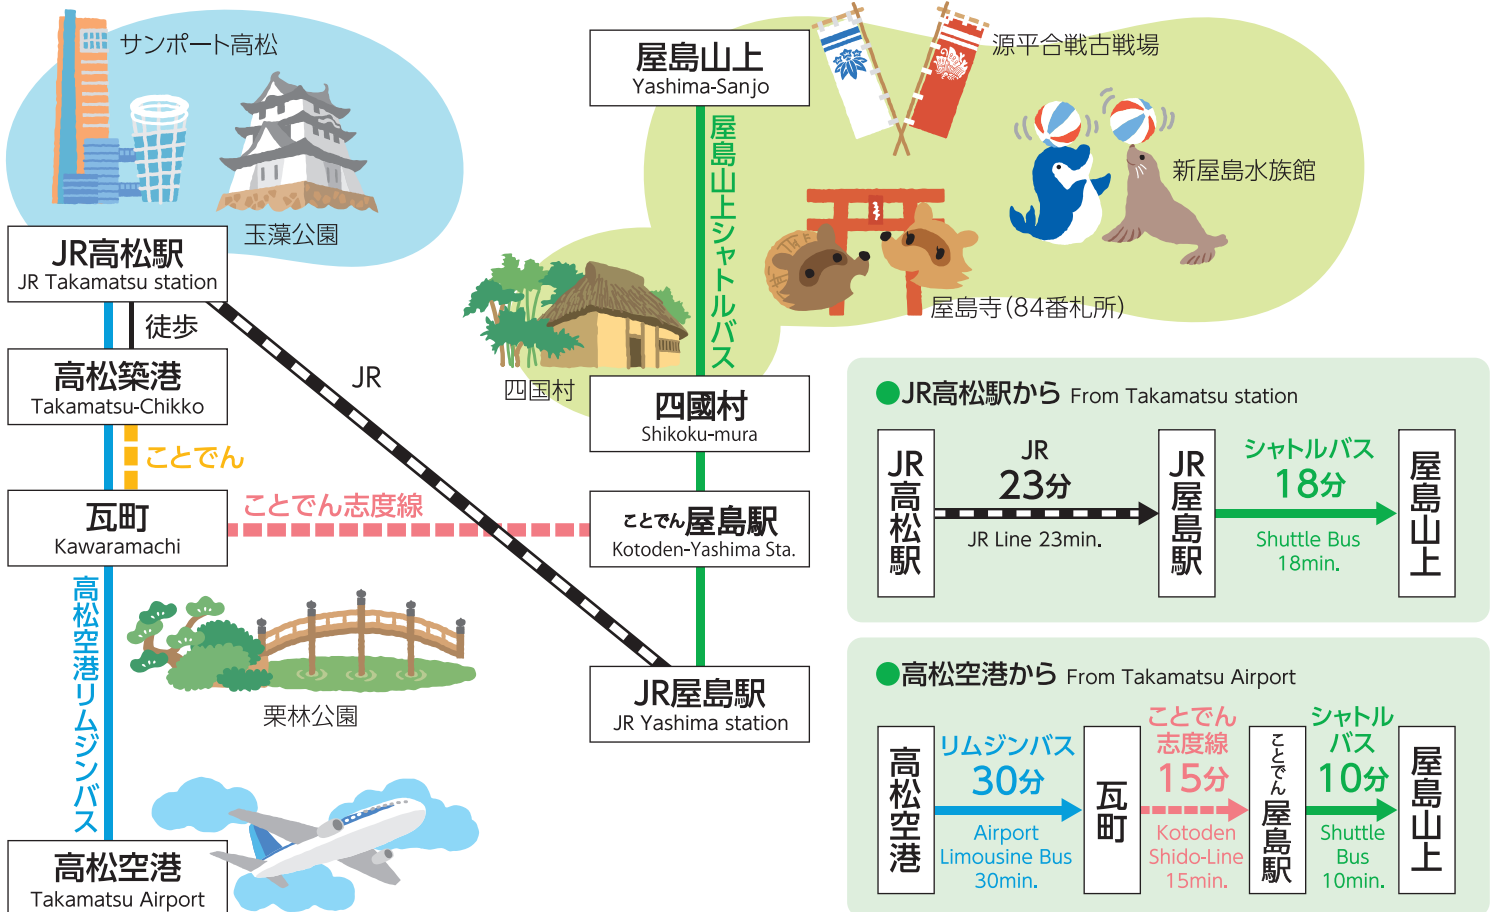 サンポート高松
玉藻公園
JR高松駅
JR Takamatsu station
徒歩
高松築港
Takamatsu-Chikko
ことでん
瓦町
Kawaramachi
高松空港リムジンバス
高松空港
Takamatsu Airport
JR
ことでん志度線
栗林公園
屋島山上
Yashima-Sanjo
屋島山上シャトルバス
源平合戦古戦場
新屋島水族館
屋島寺(84番札所)
四国村
四國村
Shikoku-mura
ことでん屋島駅
Kotoden-Yashima Sta.
JR屋島駅
JR Yashima station
●JR高松駅から From Takamatsu station
JR高松駅
JR
23分
JR Line 23min.
JR屋島駅
シャトルバス
18分
Shuttle Bus
18min.
屋島山上
●高松空港から From Takamatsu Airport
高松空港
リムジンバス
30分
Airport
Limousine Bus
30min.
瓦町
ことでん
志度線
15分
Kotoden
Shido-Line
15min.
ことでん屋島駅
シャトル
バス
10分
Shuttle
Bus
10min.
屋島山上